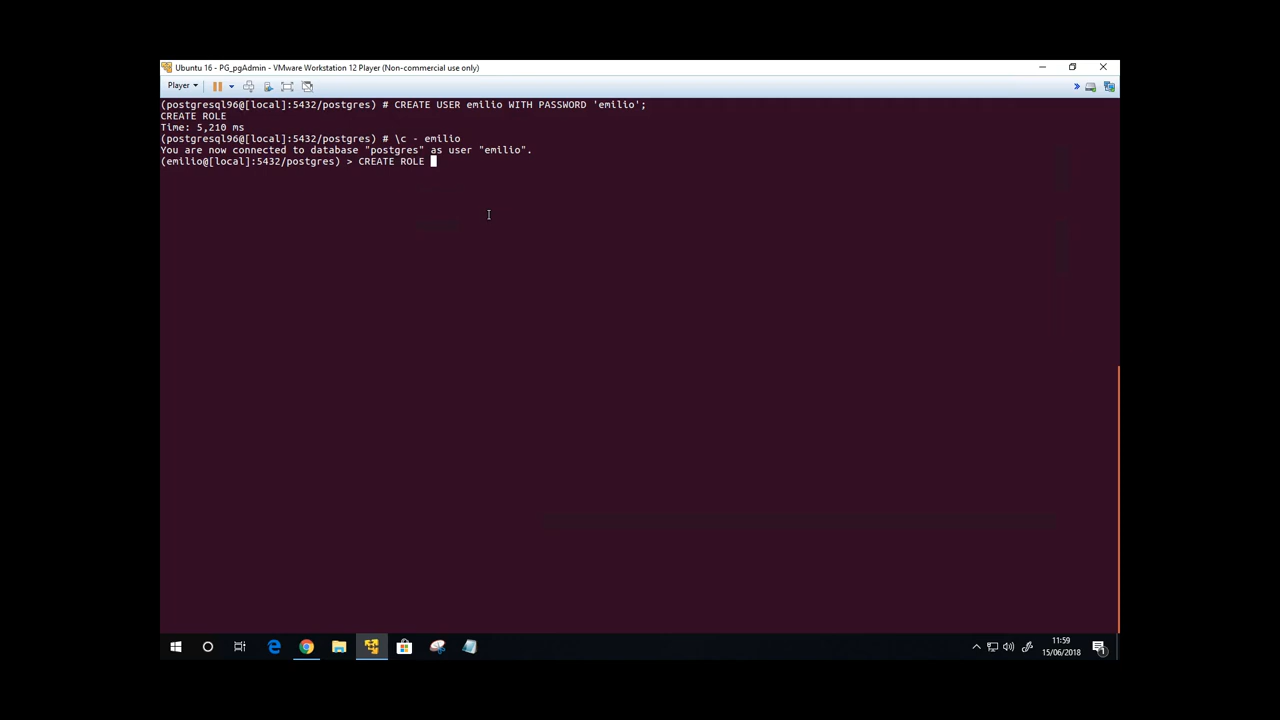 Ubuntu 16 - PG_pgAdmin - VMware Workstation 12 Player (Non-commercial use only)
Player
(postgresql96@[local]:5432/postgres) # CREATE USER emilio WITH PASSWORD 'emilio';
CREATE ROLE
Time: 5,210 ms
(postgresql96@[local]:5432/postgres) # \c - emilio
You are now connected to database "postgres" as user "emilio".
(emilio@[local]:5432/postgres) > CREATE ROLE
11:59
15/06/2018
1